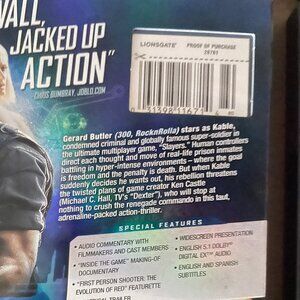 WALL,
JACKED UP
ACTION"
- CHRIS BUMBRAY, JOBLO.COM
LIONSGATE
PROOF OF PURCHASE
28791
Gerard Butler (300, RocknRolla) stars as Kable,
condemned criminal and globally famous super-soldier in
the ultimate multiplayer game, "Slayers." Human controllers
direct each thought and move of real-life prison inmates
battling in hyper-intense environments – where the goal
is freedom and the penalty is death. But when Kable
suddenly decides he wants out, his rebellion threatens
the twisted plans of game creator Ken Castle
(Michael C. Hall, TV's "Dexter"), who will stop at
nothing to crush the renegade commando in this taut,
adrenaline-packed action-thriller.
SPECIAL FEATURES
• AUDIO COMMENTARY WITH
FILMMAKERS AND CAST MEMBERS
• "INSIDE THE GAME" MAKING-OF
DOCUMENTARY
• "FIRST PERSON SHOOTER: THE
EVOLUTION OF RED" FEATURETTE
TRAILER
• WIDESCREEN PRESENTATION
• ENGLISH 5.1 DOLBY
DIGITAL EX™ AUDIO
• ENGLISH AND SPANISH
SUBTITLES